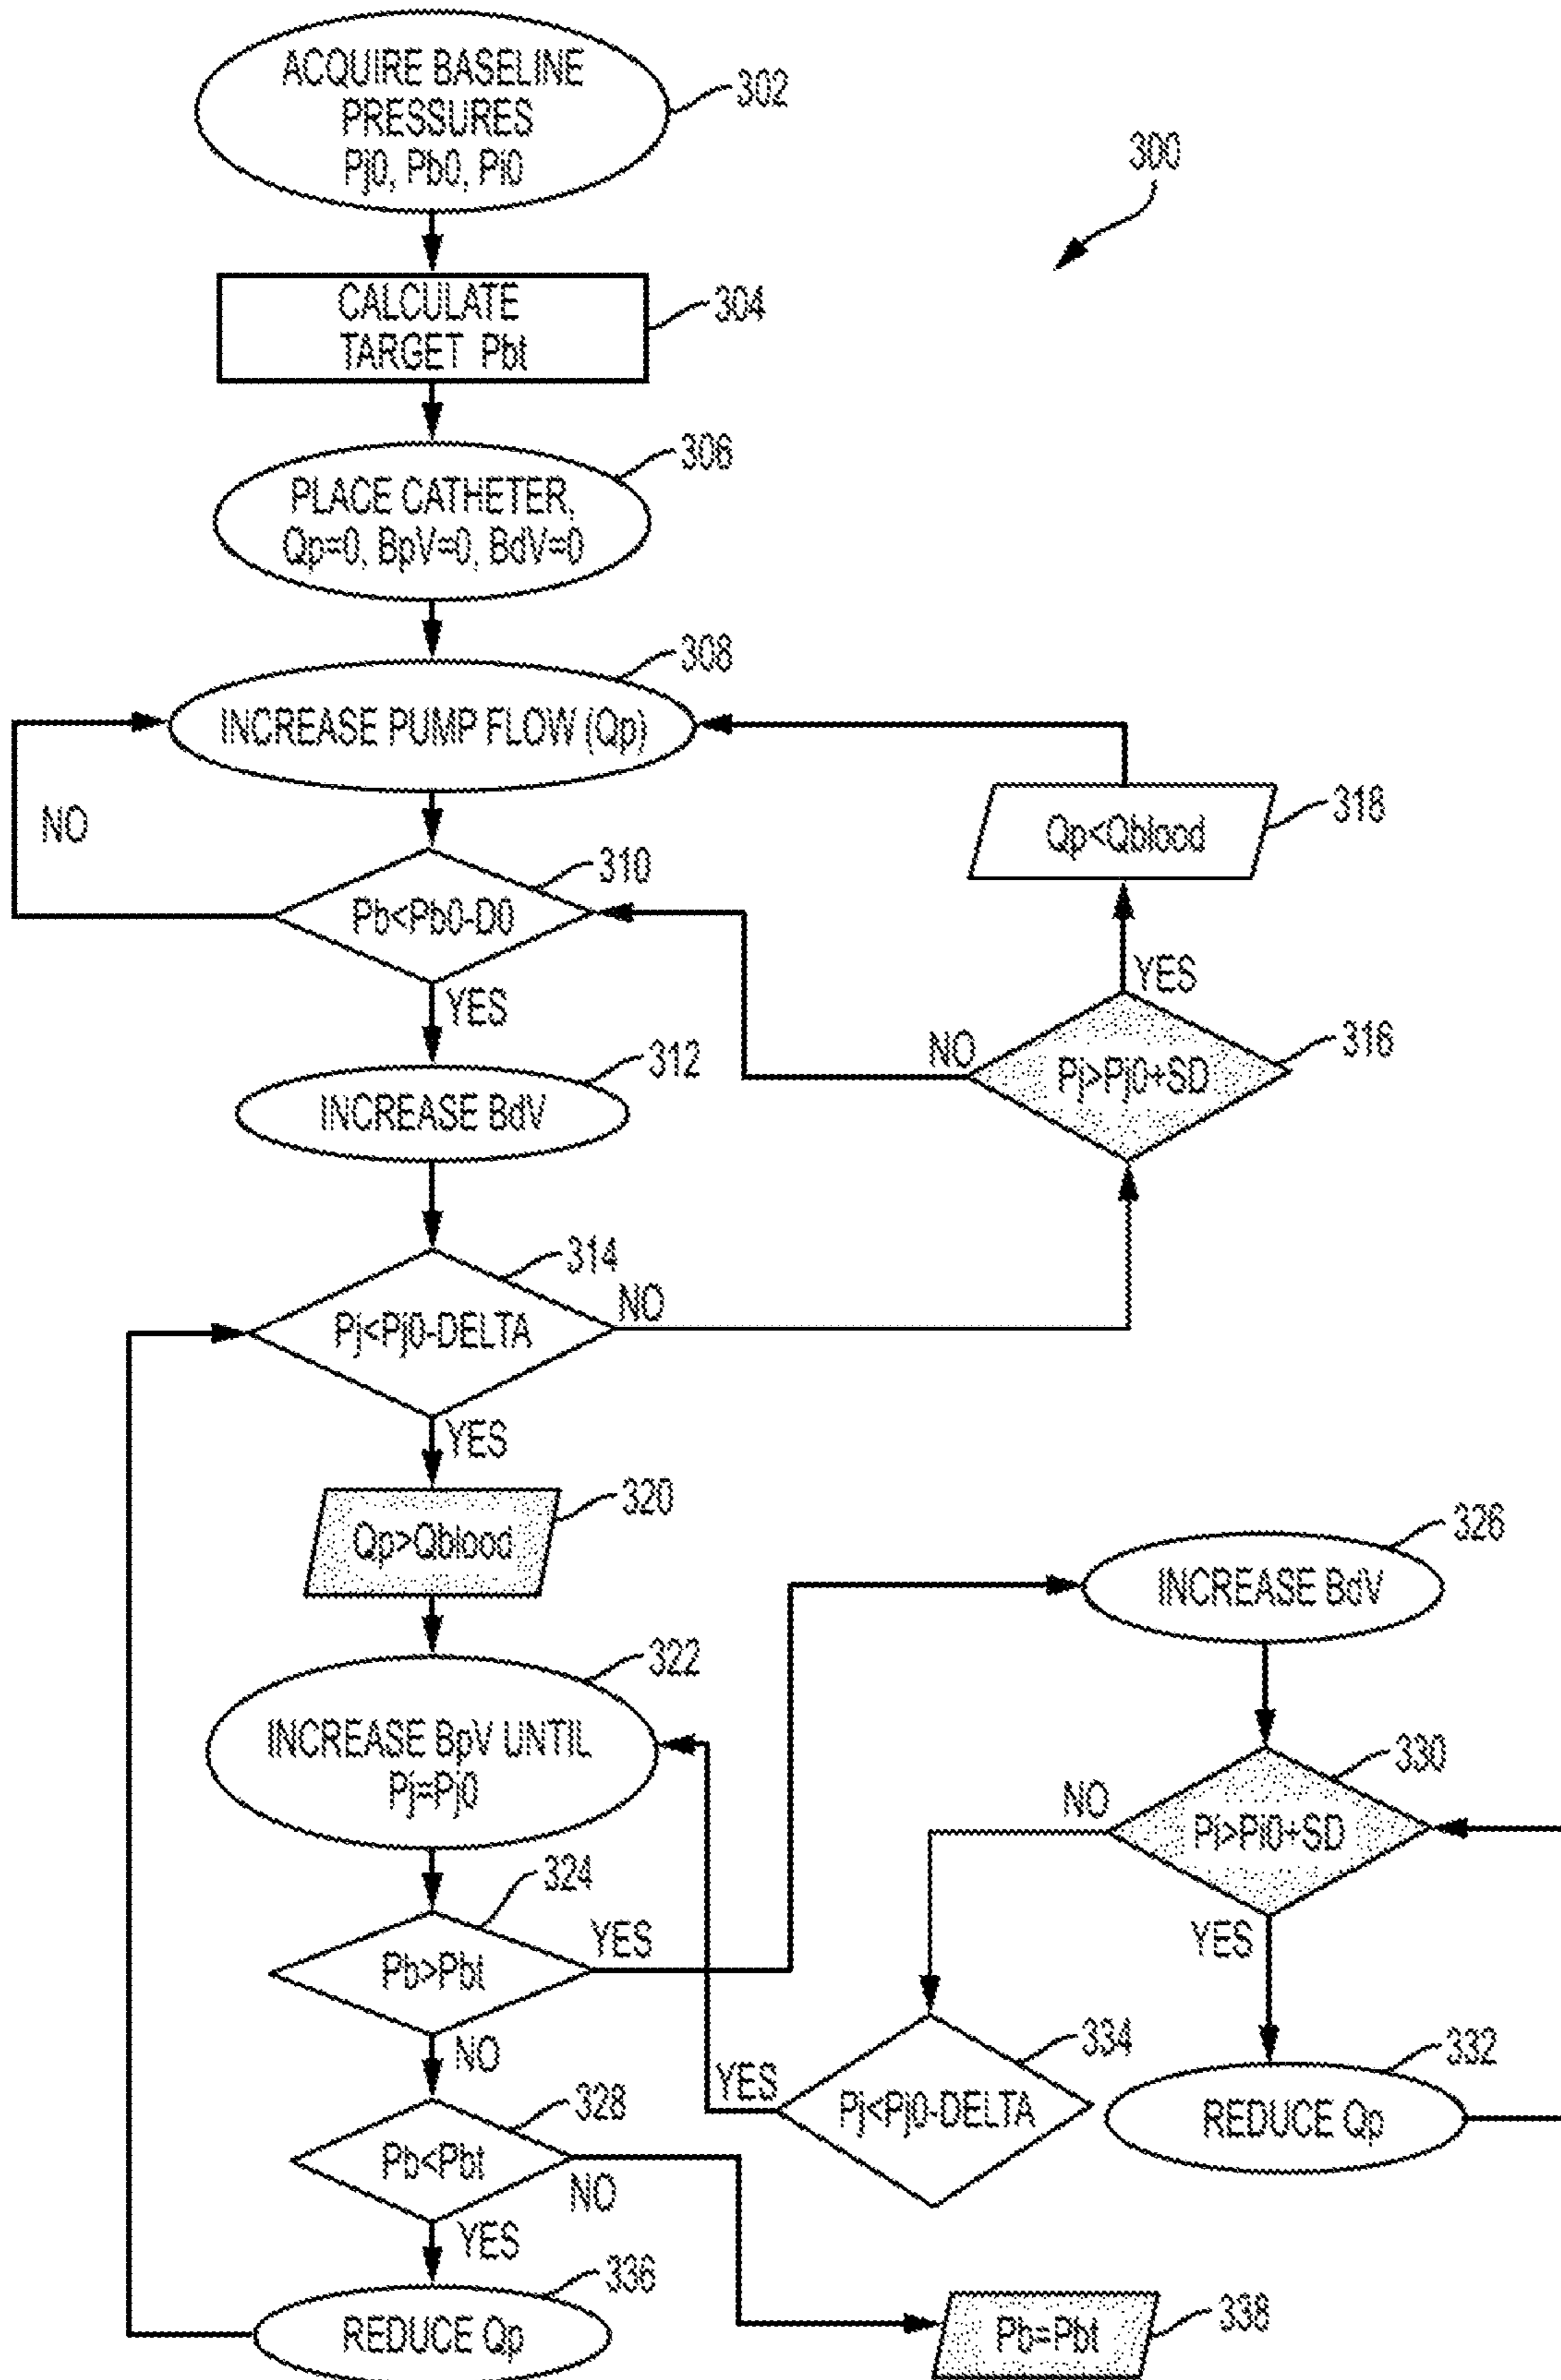 ACQUIRE BASELINE
PRESSURES
Pj0, Pb0, Pi0
302
300
CALCULATE
TARGET Pbt
304
PLACE CATHETER,
Qp=0, BpV=0, BdV=0
306
INCREASE PUMP FLOW (Qp)
308
NO
Qp<Qblood
318
Pb<Pb0-D0
310
YES
YES
NO
Pj>Pj0+SD
316
INCREASE BdV
312
Pj<Pj0-DELTA
314
NO
YES
Qp>Qblood
320
INCREASE BdV
326
INCREASE BpV UNTIL
Pj=Pj0
322
NO
Pi>Pi0+SD
330
YES
Pb>Pbt
324
YES
NO
YES
Pj<Pj0-DELTA
334
REDUCE Qp
332
Pb<Pbt
328
NO
YES
REDUCE Qp
336
Pb=Pbt
338